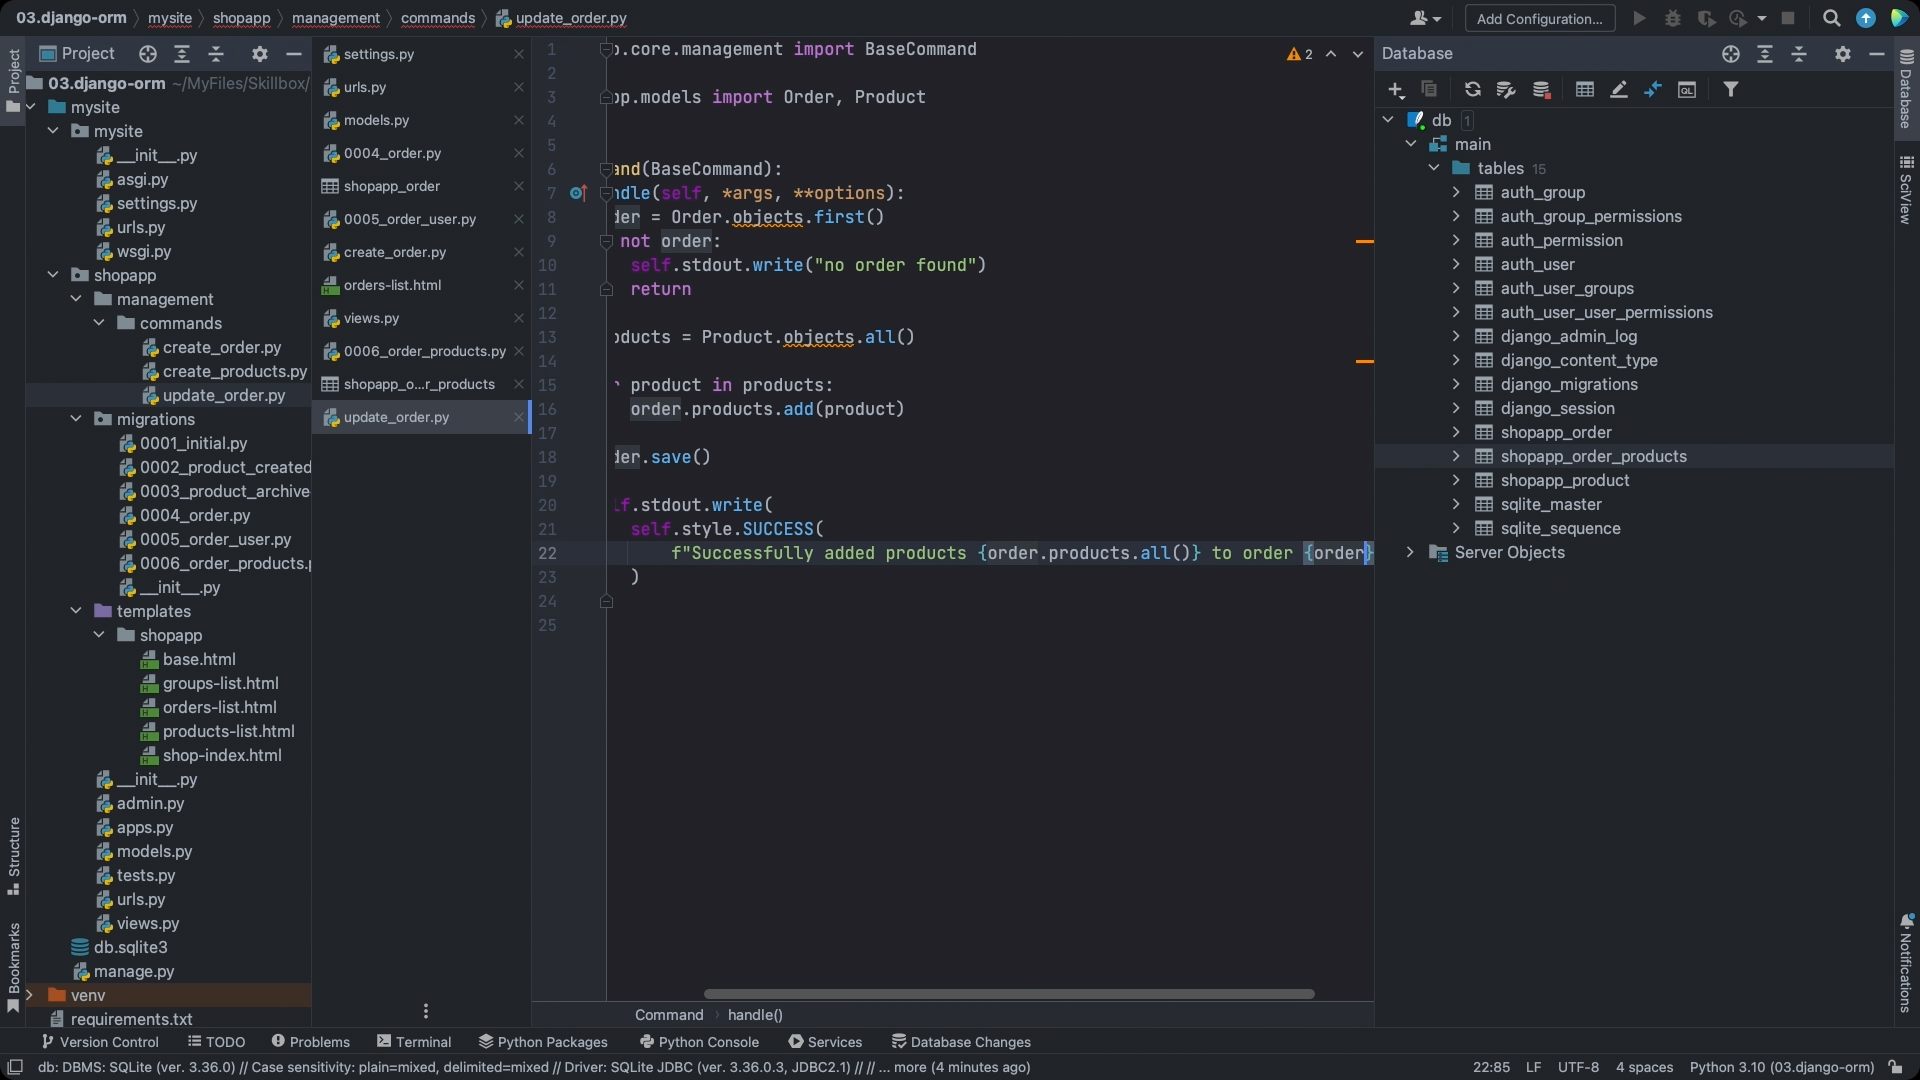 03.django-orm mysite shopapp management commands update_order.py
Add Configuration...
Project
03.django-orm ~/MyFiles/Skillbox/
mysite
mysite
__init__.py
asgi.py
settings.py
urls.py
wsgi.py
shopapp
management
commands
create_order.py
create_products.py
update_order.py
migrations
0001_initial.py
0002_product_created
0003_product_archive
0004_order.py
0005_order_user.py
0006_order_products.p
__init__.py
templates
shopapp
base.html
groups-list.html
orders-list.html
products-list.html
shop-index.html
__init__.py
admin.py
apps.py
models.py
tests.py
urls.py
views.py
db.sqlite3
manage.py
venv
requirements.txt
Project
Structure
Bookmarks
settings.py
urls.py
models.py
0004_order.py
shopapp_order
0005_order_user.py
create_order.py
orders-list.html
views.py
0006_order_products.py
shopapp_o...r_products
update_order.py
1 o.core.management import BaseCommand
2
3 pp.models import Order, Product
4
5
6 and(BaseCommand):
7 ndle(self, *args, **options):
8 der = Order.objects.first()
9 not order:
10 self.stdout.write("no order found")
11 return
12
13 oducts = Product.objects.all()
14
15 r product in products:
16 order.products.add(product)
17
18 der.save()
19
20 lf.stdout.write(
21 self.style.SUCCESS(
22 f"Successfully added products {order.products.all()} to order {order}
23 )
24
25
2
Command handle()
Database
db 1
main
tables 15
auth_group
auth_group_permissions
auth_permission
auth_user
auth_user_groups
auth_user_user_permissions
django_admin_log
django_content_type
django_migrations
django_session
shopapp_order
shopapp_order_products
shopapp_product
sqlite_master
sqlite_sequence
Server Objects
Database
SciView
Notifications
Version Control TODO Problems Terminal Python Packages Python Console Services Database Changes
db: DBMS: SQLite (ver. 3.36.0) // Case sensitivity: plain=mixed, delimited=mixed // Driver: SQLite JDBC (ver. 3.36.0.3, JDBC2.1) // // ... more (4 minutes ago) 22:85 LF UTF-8 4 spaces Python 3.10 (03.django-orm)